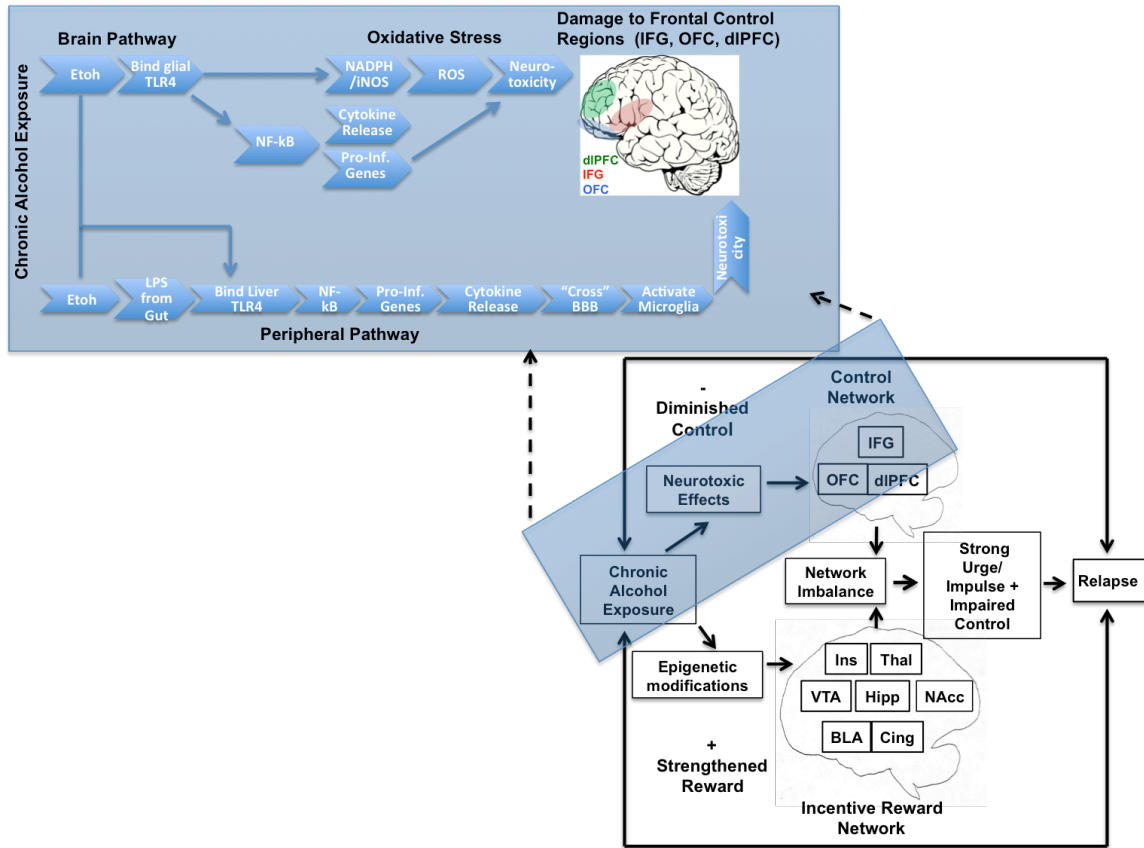 Chronic Alcohol Exposure
Brain Pathway
Oxidative Stress
Damage to Frontal Control
Regions (IFG, OFC, dlPFC)
Etoh
Bind glial
TLR4
NADPH
/iNOS
ROS
Neuro-
toxicity
NF-kB
Cytokine
Release
Pro-Inf.
Genes
dlPFC
IFG
OFC
Neurotoxi
city
Etoh
LPS
from
Gut
Bind Liver
TLR4
NF-
kB
Pro-Inf.
Genes
Cytokine
Release
“Cross”
BBB
Activate
Microglia
Peripheral Pathway
-
Diminished
Control
Control
Network
IFG
OFC
dlPFC
Neurotoxic
Effects
Chronic
Alcohol
Exposure
Network
Imbalance
Strong
Urge/
Impulse +
Impaired
Control
Relapse
Epigenetic
modifications
Ins
Thal
VTA
Hipp
NAcc
BLA
Cing
+
Strengthened
Reward
Incentive Reward
Network